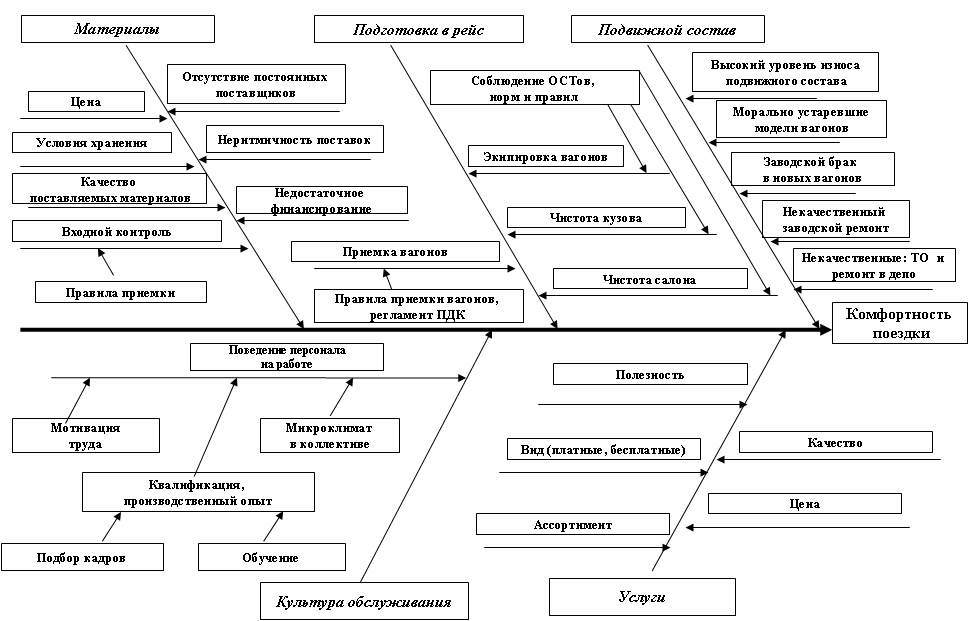 Материалы
Подготовка в рейс
Подвижной состав
Отсутствие постоянных
поставщиков
Цена
Условия хранения
Неритмичность поставок
Качество
поставляемых материалов
Недостаточное
финансирование
Входной контроль
Правила приемки
Соблюдение ОСТов,
норм и правил
Экипировка вагонов
Чистота кузова
Приемка вагонов
Чистота салона
Правила приемки вагонов,
регламент ПДК
Высокий уровень износа
подвижного состава
Морально устаревшие
модели вагонов
Заводской брак
в новых вагонов
Некачественный
заводской ремонт
Некачественные: ТО и
ремонт в депо
Комфортность
поездки
Поведение персонала
на работе
Мотивация
труда
Микроклимат
в коллективе
Квалификация,
производственный опыт
Подбор кадров
Обучение
Культура обслуживания
Полезность
Вид (платные, бесплатные)
Качество
Цена
Ассортимент
Услуги